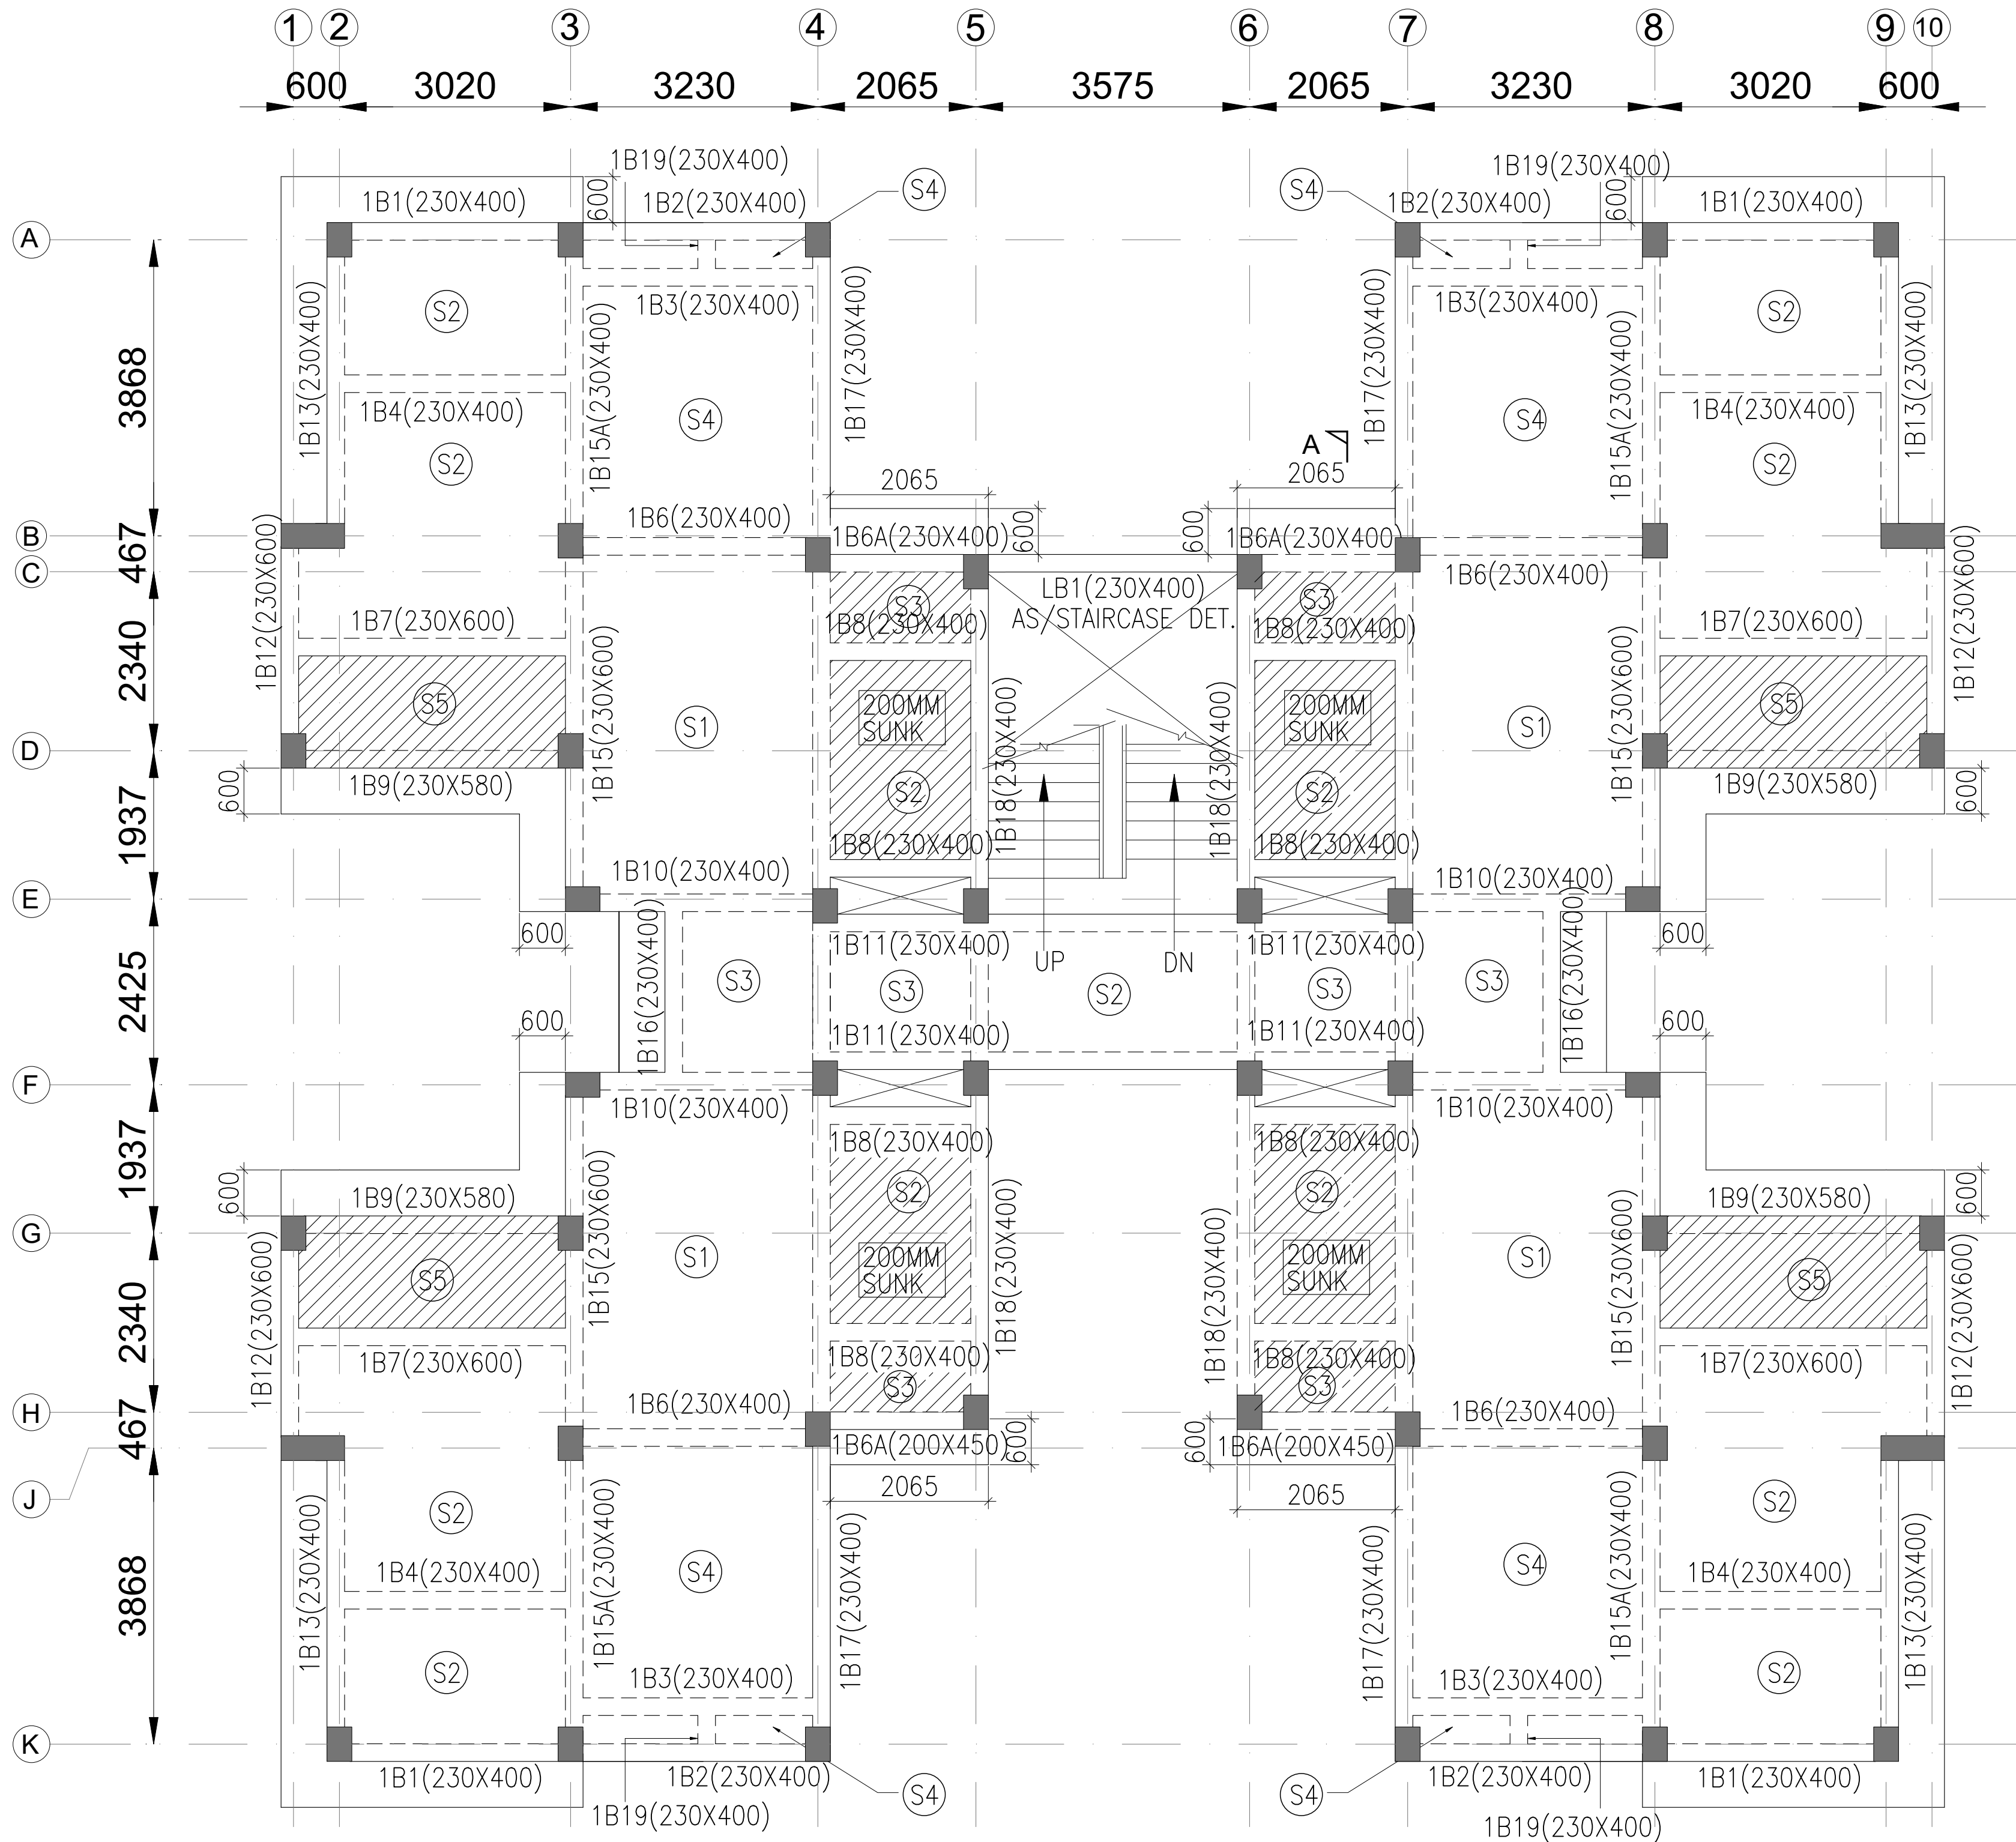 1 2 3 4 5 6 7 8 9 10
600 3020 3230 2065 3575 2065 3230 3020 600
1B19(230X400) 1B19(230X400)
S4 S4
1B1(230X400) 600 1B2(230X400) 1B2(230X400) 600 1B1(230X400)
A
S2 1B3(230X400) 1B3(230X400) S2
1B13(230X400) 1B15A(230X400) 1B17(230X400) 1B17(230X400) 1B15A(230X400) 1B13(230X400)
3868
1B4(230X400) S4 S4 1B4(230X400)
A
S2 S2
2065 2065
1B6(230X400) 600 600
B
1B6A(230X400) 1B6A(230X400)
467
C
1B6(230X400)
LB1(230X400)
S3 S3
AS/STAIRCASE DET.
1B8(230X400) 1B8(230X400)
1B7(230X600) 1B7(230X600)
1B12(230X600) 1B15(230X600) 1B15(230X600) 1B12(230X600)
2340
S5 S1 200MM 200MM S1 S5
SUNK SUNK
1B18(230X400) 1B18(230X400)
D
1B9(230X580) S2 S2 1B9(230X580)
600 600
1937
1B8(230X400) 1B8(230X400)
1B10(230X400) 1B10(230X400)
E
600 600
1B11(230X400) 1B11(230X400)
UP DN
1B16(230X400) 1B16(230X400)
2425
S3 S3 S2 S3 S3
600 600
1B11(230X400) 1B11(230X400)
F
1B10(230X400) 1B10(230X400)
1B8(230X400) 1B8(230X400)
1937
600 1B9(230X580) S2 S2 1B9(230X580) 600
G
1B15(230X600) 1B18(230X400) 1B18(230X400) 1B15(230X600)
S5 S1 200MM 200MM S1 S5
SUNK SUNK
1B12(230X600) 1B12(230X600)
2340
1B7(230X600) 1B8(230X400) 1B8(230X400) 1B7(230X600)
S3 S3
H
1B6(230X400) 1B6(230X400)
467
1B6A(200X450) 600 600 1B6A(200X450)
J
2065 2065
S2 S2
1B13(230X400) 1B15A(230X400) 1B17(230X400) 1B17(230X400) 1B15A(230X400) 1B13(230X400)
1B4(230X400) S4 S4 1B4(230X400)
3868
S2 1B3(230X400) 1B3(230X400) S2
K
1B1(230X400) 1B2(230X400) 1B2(230X400) 1B1(230X400)
S4 S4
1B19(230X400) 1B19(230X400)